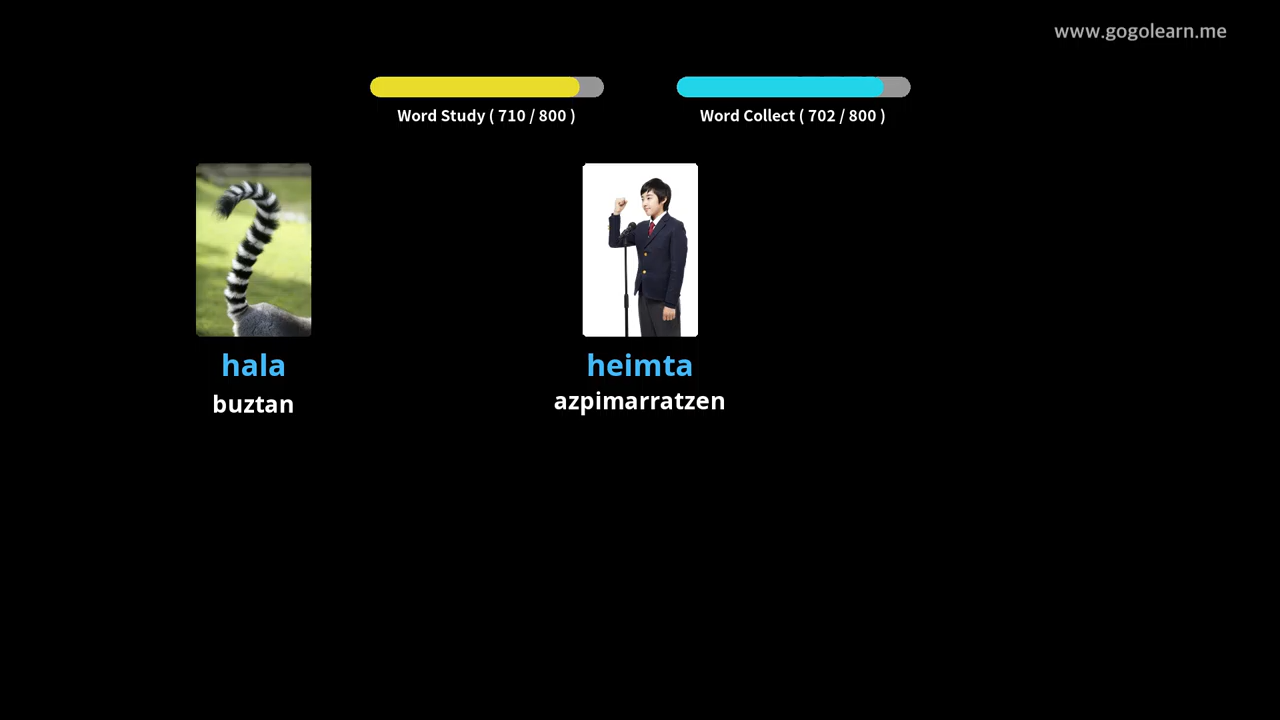 www.gogolearn.me
Word Study ( 710 / 800 )
Word Collect ( 702 / 800 )
hala
buztan
heimta
azpimarratzen